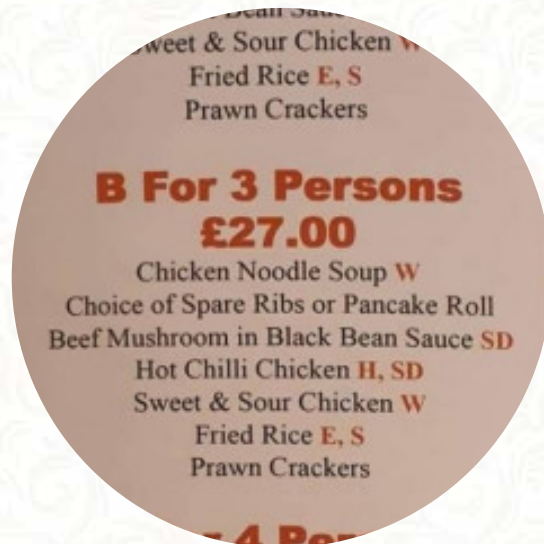 Bean
Sweet & Sour Chicken W
Fried Rice E, S
Prawn Crackers
B For 3 Persons
£27.00
Chicken Noodle Soup W
Choice of Spare Ribs or Pancake Roll
Beef Mushroom in Black Bean Sauce SD
Hot Chilli Chicken H, SD
Sweet & Sour Chicken W
Fried Rice E, S
Prawn Crackers
4